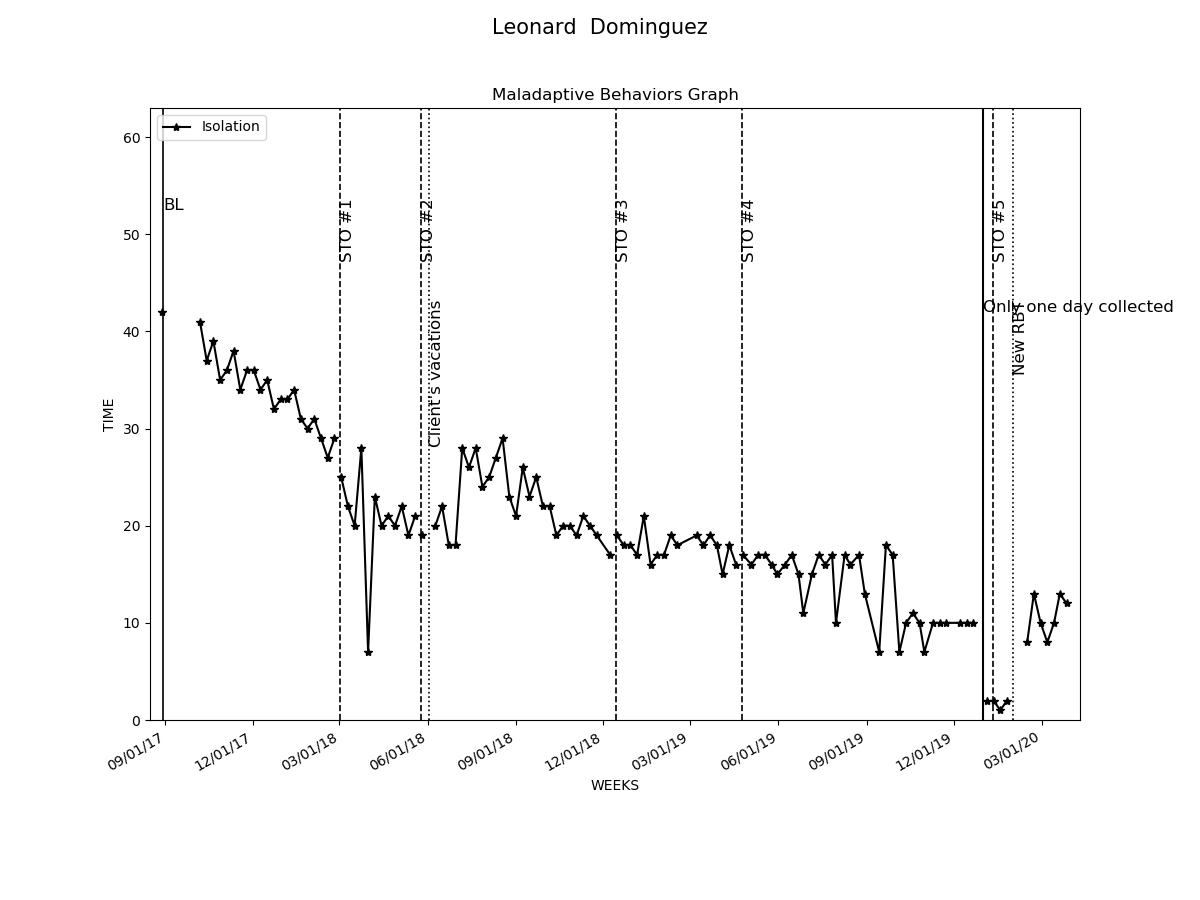 Leonard  Dominguez
Maladaptive Behaviors Graph
Isolation
BL
STO #1
STO #2
Client's vacations
STO #3
STO #4
STO #5
Only one day collected
New RBT
TIME
60
50
40
30
20
10
0
09/01/17
12/01/17
03/01/18
06/01/18
09/01/18
12/01/18
03/01/19
06/01/19
09/01/19
12/01/19
03/01/20
WEEKS